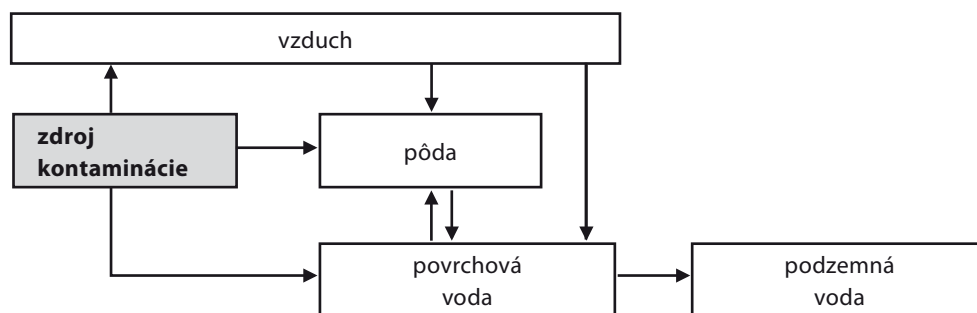 vzduch
zdroj
kontaminácie
pôda
povrchová
voda
podzemná
voda